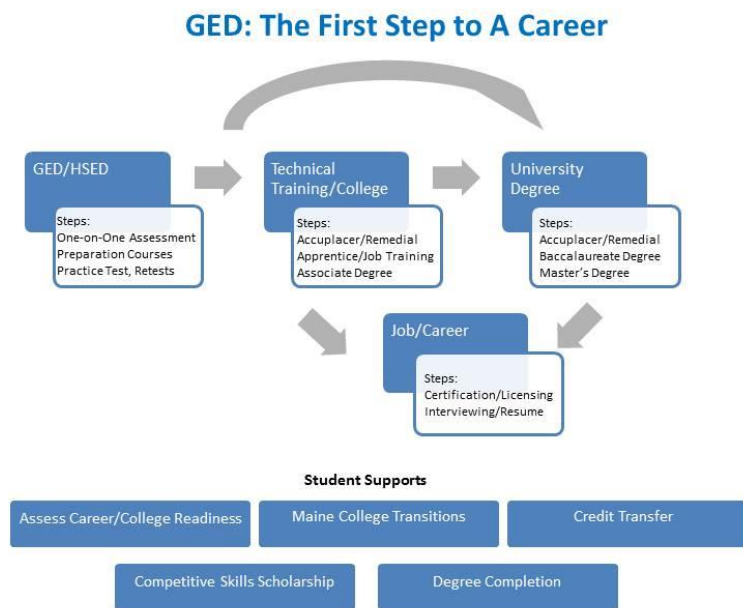 GED: The First Step to A Career
GED/HSED
Steps:
One-on-One Assessment
Preparation Courses
Practice Test, Retests
Technical
Training/College
Steps:
Accuplacer/Remedial
Apprentice/Job Training
Associate Degree
University
Degree
Steps:
Accuplacer/Remedial
Baccalaureate Degree
Master's Degree
Job/Career
Steps:
Certification/Licensing
Interviewing/Resume
Student Supports
Assess Career/College Readiness
Maine College Transitions
Credit Transfer
Competitive Skills Scholarship
Degree Completion